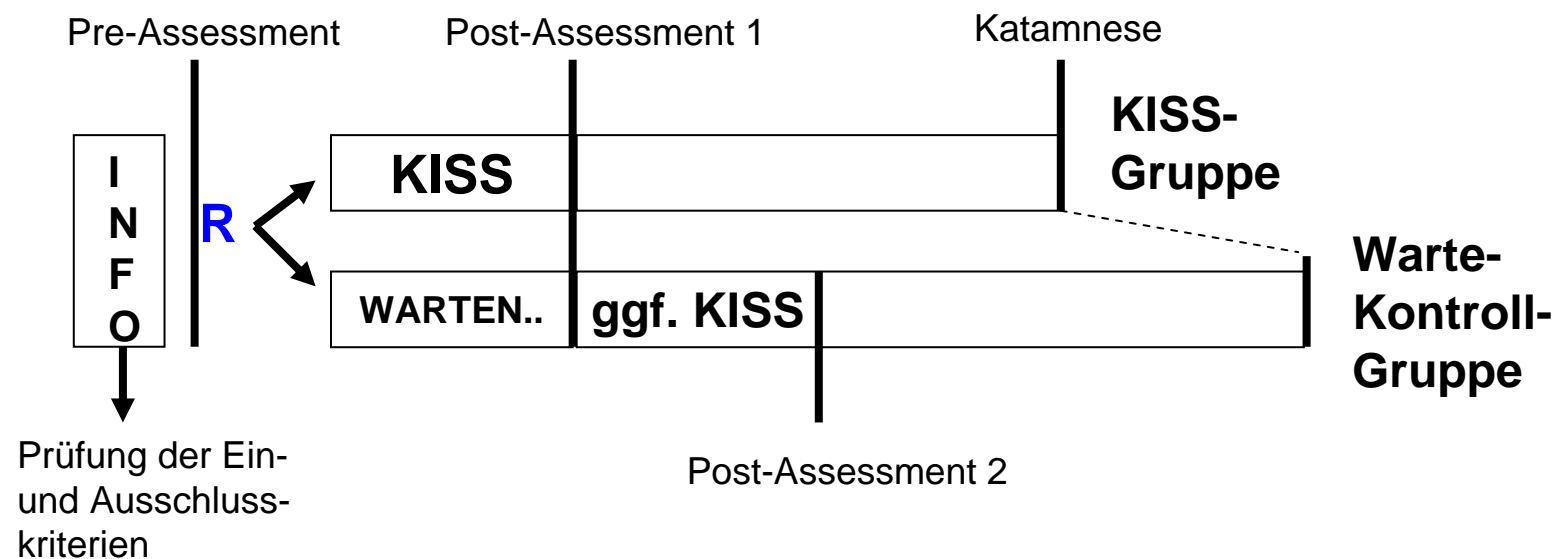 Pre-Assessment
Post-Assessment 1
Katamnese
I
N
F
O
R
KISS
KISS-
Gruppe
WARTEN..
ggf. KISS
Warte-
Kontroll-
Gruppe
Prüfung der Ein-
und Ausschluss-
kriterien
Post-Assessment 2